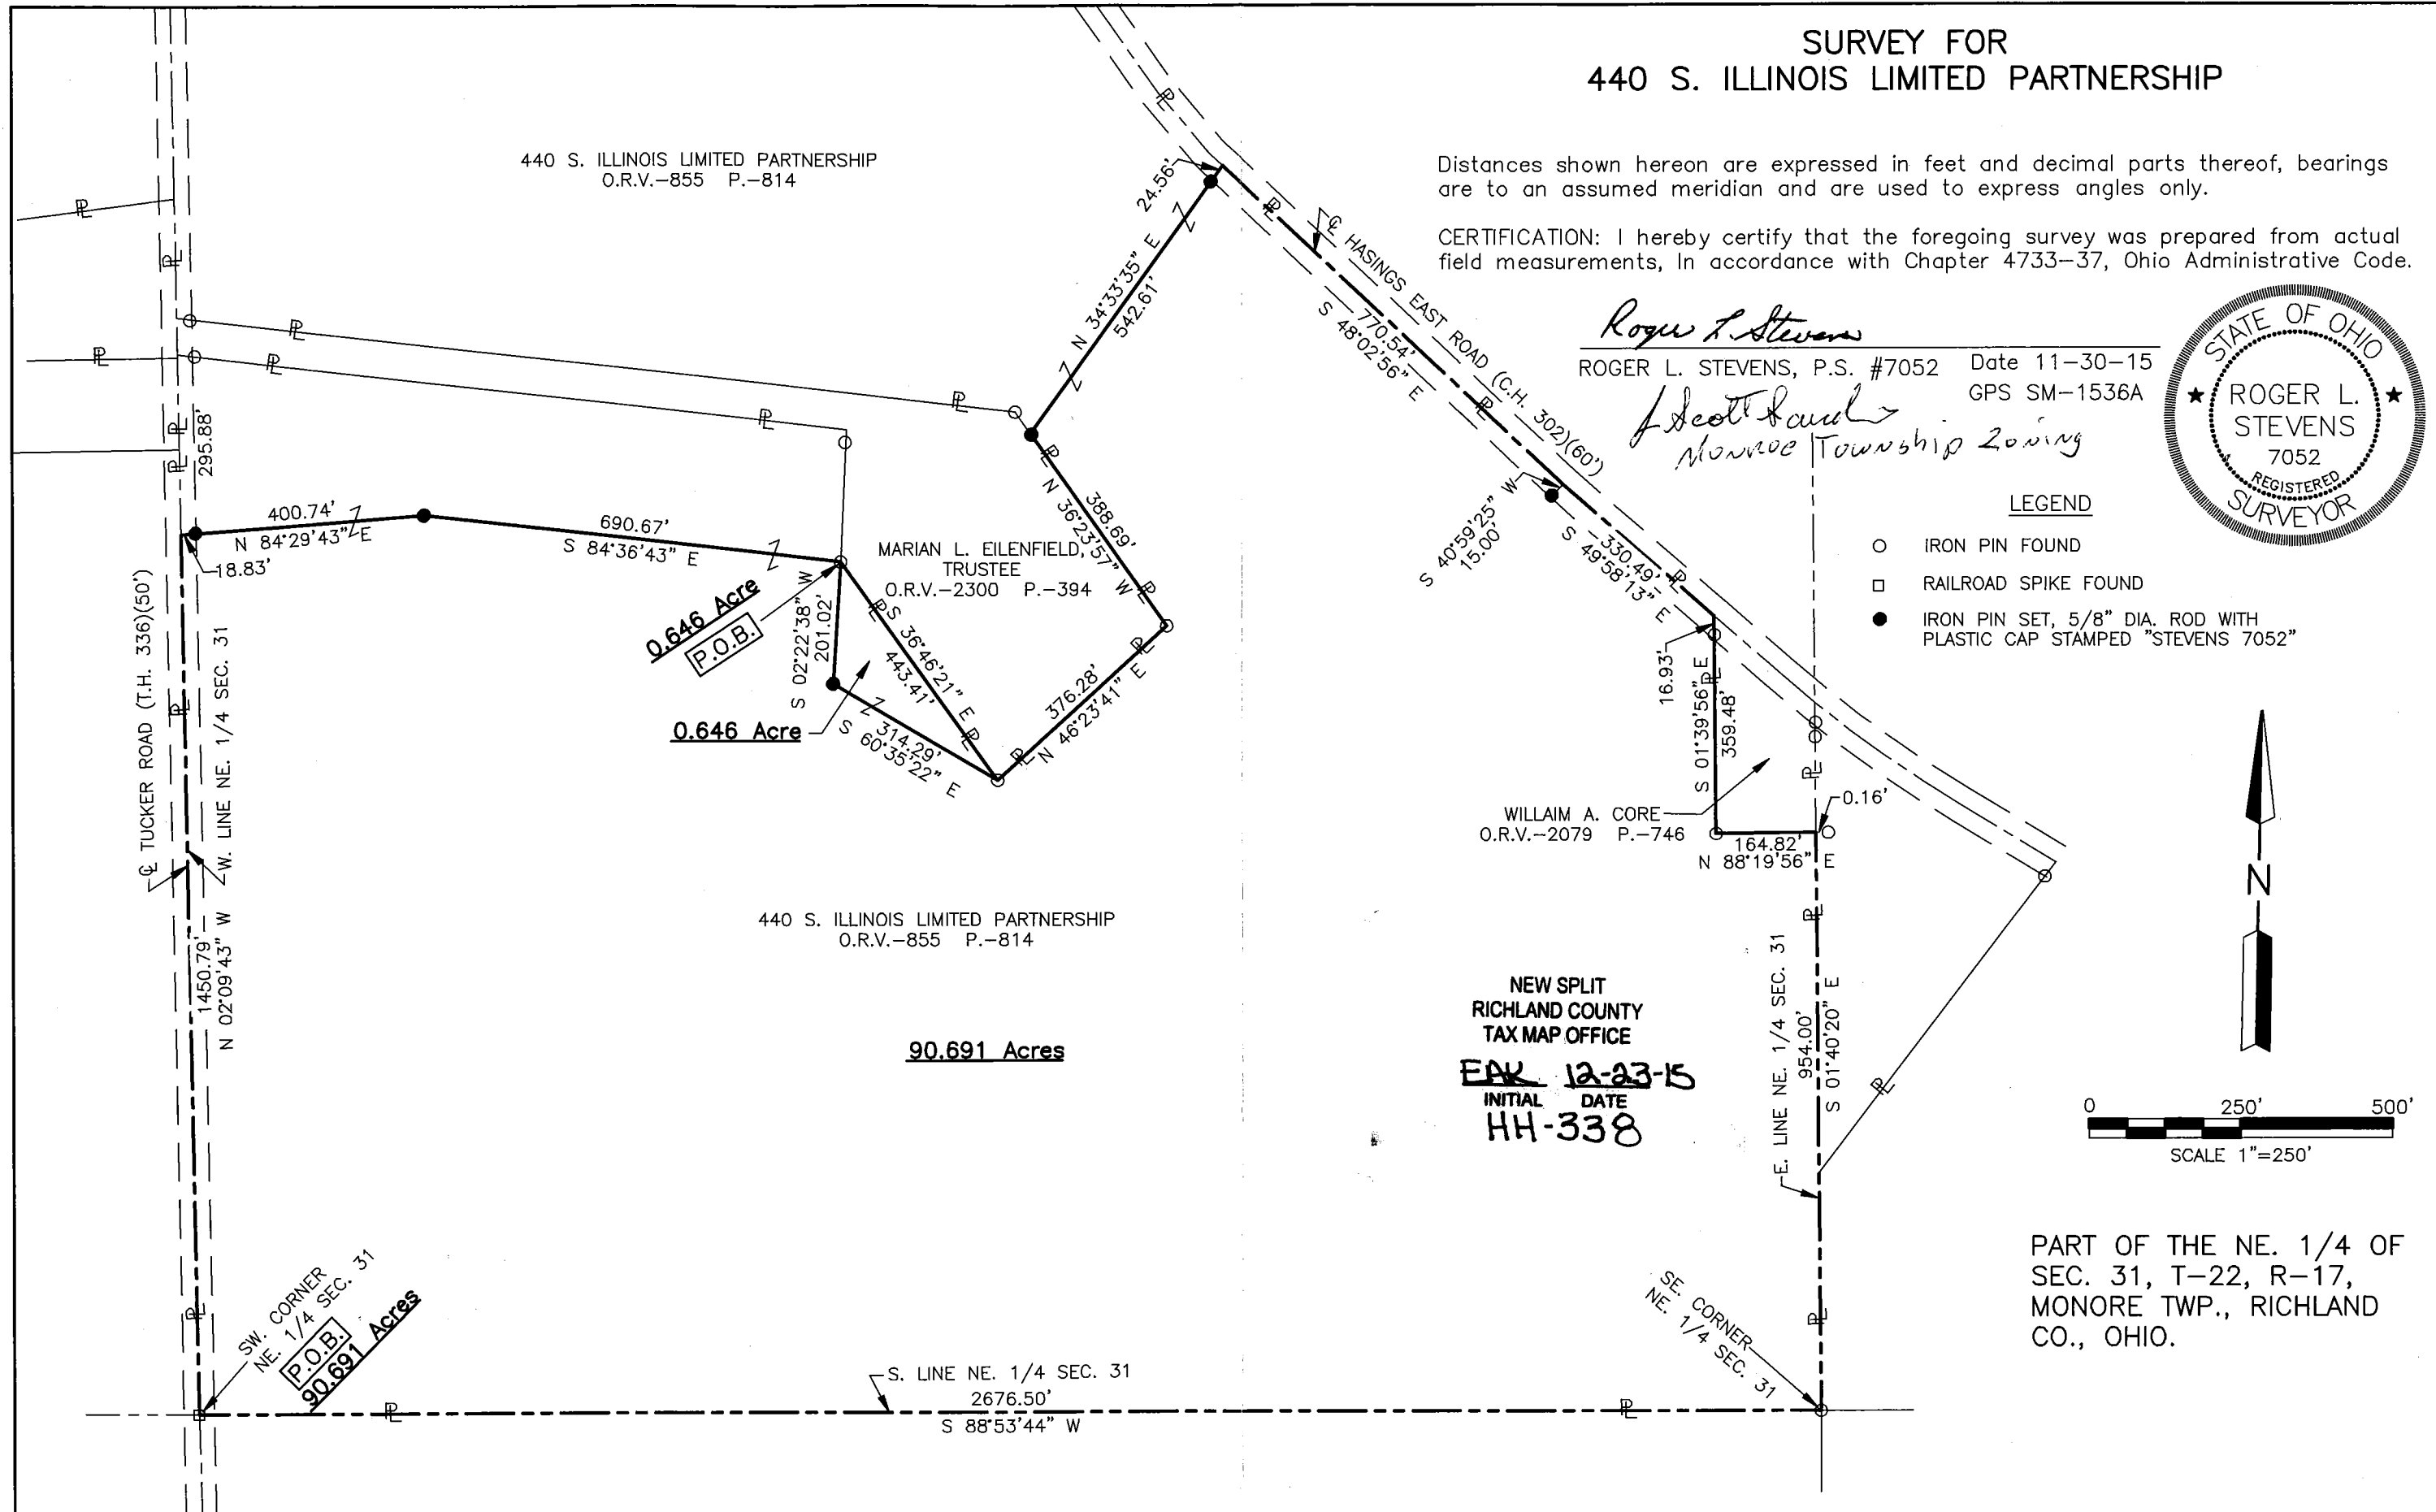 SURVEY FOR
440 S. ILLINOIS LIMITED PARTNERSHIP
Distances shown hereon are expressed in feet and decimal parts thereof, bearings
are to an assumed meridian and are used to express angles only.
CERTIFICATION: I hereby certify that the foregoing survey was prepared from actual
field measurements, In accordance with Chapter 4733-37, Ohio Administrative Code.
Roger L. Stevens
ROGER L. STEVENS, P.S. #7052 Date 11-30-15
GPS SM-1536A
Scott
Monroe Township Zoning
STATE OF OHIO
ROGER L.
STEVENS
7052
REGISTERED
SURVEYOR
LEGEND
IRON PIN FOUND
RAILROAD SPIKE FOUND
IRON PIN SET, 5/8" DIA. ROD WITH
PLASTIC CAP STAMPED "STEVENS 7052"
440 S. ILLINOIS LIMITED PARTNERSHIP
O.R.V.-855 P.-814
24.56'
N 34°33'35" E
542.61'
℄ HASINGS EAST ROAD (C.H. 302)(60')
770.54'
S 48°02'56" E
295.88'
400.74'
N 84°29'43" E
18.83'
690.67'
S 84°36'43" E
MARIAN L. EILENFIELD,
TRUSTEE
O.R.V.-2300 P.-394
388.69'
N 36°23'57" W
S 40°59'25" W
15.00'
330.49'
S 49°58'13" E
0.646 Acre
P.O.B.
S 02°22'38" W
201.02'
S 36°46'21" E
443.41'
376.28'
N 46°23'41" E
314.29'
S 60°35'22" E
0.646 Acre
16.93'
S 01°39'56" E
359.48'
WILLAIM A. CORE
O.R.V.-2079 P.-746
0.16'
164.82'
N 88°19'56" E
℄ TUCKER ROAD (T.H. 336)(50')
W. LINE NE. 1/4 SEC. 31
1450.79'
N 02°09'43" W
440 S. ILLINOIS LIMITED PARTNERSHIP
O.R.V.-855 P.-814
90.691 Acres
NEW SPLIT
RICHLAND COUNTY
TAX MAP OFFICE
EAK 12-23-15
INITIAL DATE
HH-338
E. LINE NE. 1/4 SEC. 31
954.00'
S 01°40'20" E
N
0 250' 500'
SCALE 1"=250'
PART OF THE NE. 1/4 OF
SEC. 31, T-22, R-17,
MONORE TWP., RICHLAND
CO., OHIO.
SW. CORNER
NE. 1/4 SEC. 31
P.O.B.
90.691 Acres
SE. CORNER
NE. 1/4 SEC. 31
S. LINE NE. 1/4 SEC. 31
2676.50'
S 88°53'44" W